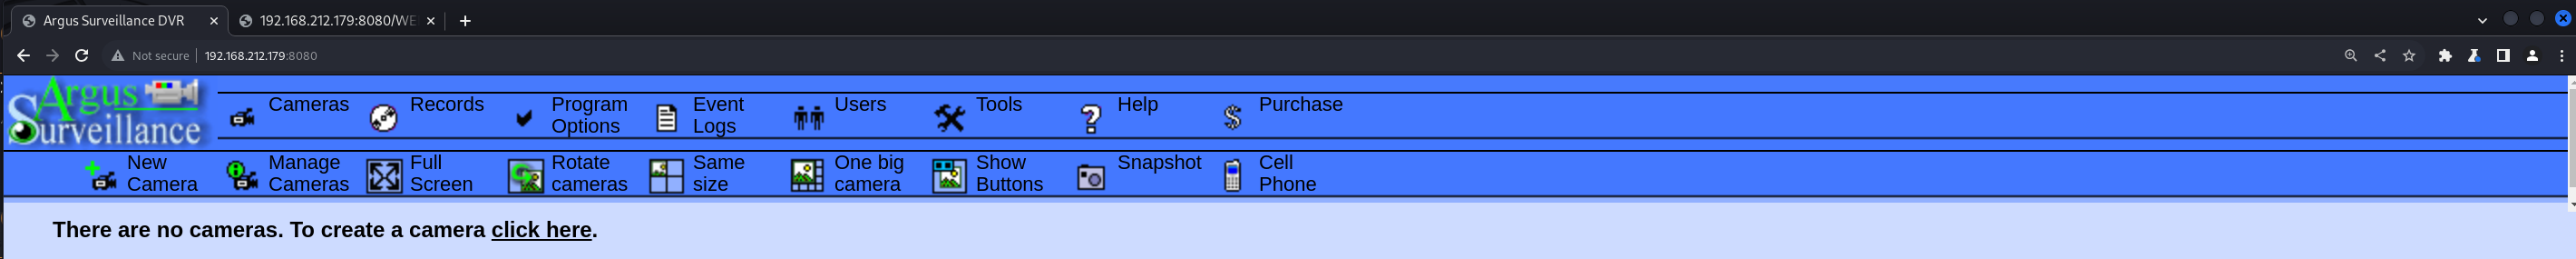 Argus Surveillance DVR
192.168.212.179:8080/WE
Not secure
192.168.212.179:8080
Argus
Surveillance
Cameras
Records
Program
Options
Event
Logs
Users
Tools
Help
Purchase
New
Camera
Manage
Cameras
Full
Screen
Rotate
cameras
Same
size
One big
camera
Show
Buttons
Snapshot
Cell
Phone
There are no cameras. To create a camera click here.